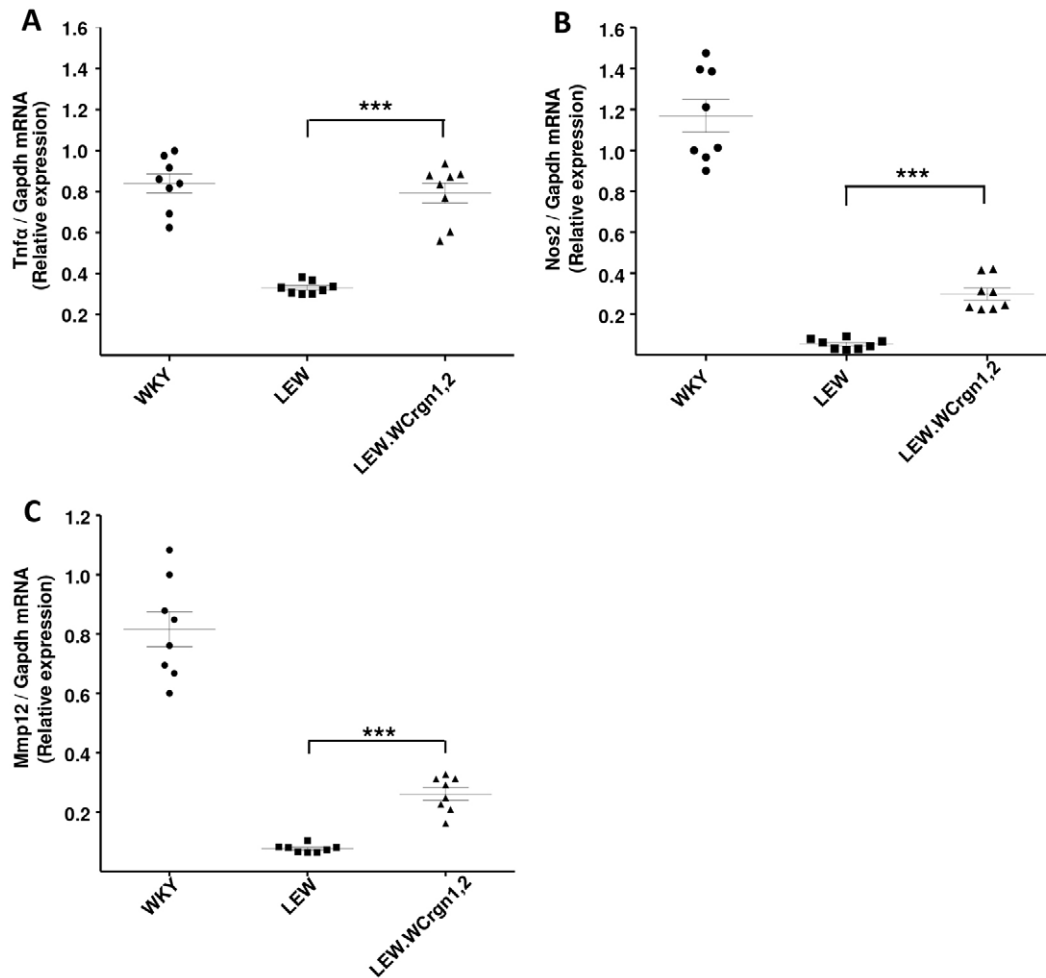 A
Tnfα / Gapdh mRNA
(Relative expression)
1.6
1.4
1.2
1.0
0.8
0.6
0.4
0.2
***
WKY
LEW
LEW.WCrgn1,2
B
Nos2 / Gapdh mRNA
(Relative expression)
1.6
1.4
1.2
1.0
0.8
0.6
0.4
0.2
***
WKY
LEW
LEW.WCrgn1,2
C
Mmp12 / Gapdh mRNA
(Relative expression)
1.2
1.0
0.8
0.6
0.4
0.2
***
WKY
LEW
LEW.WCrgn1,2